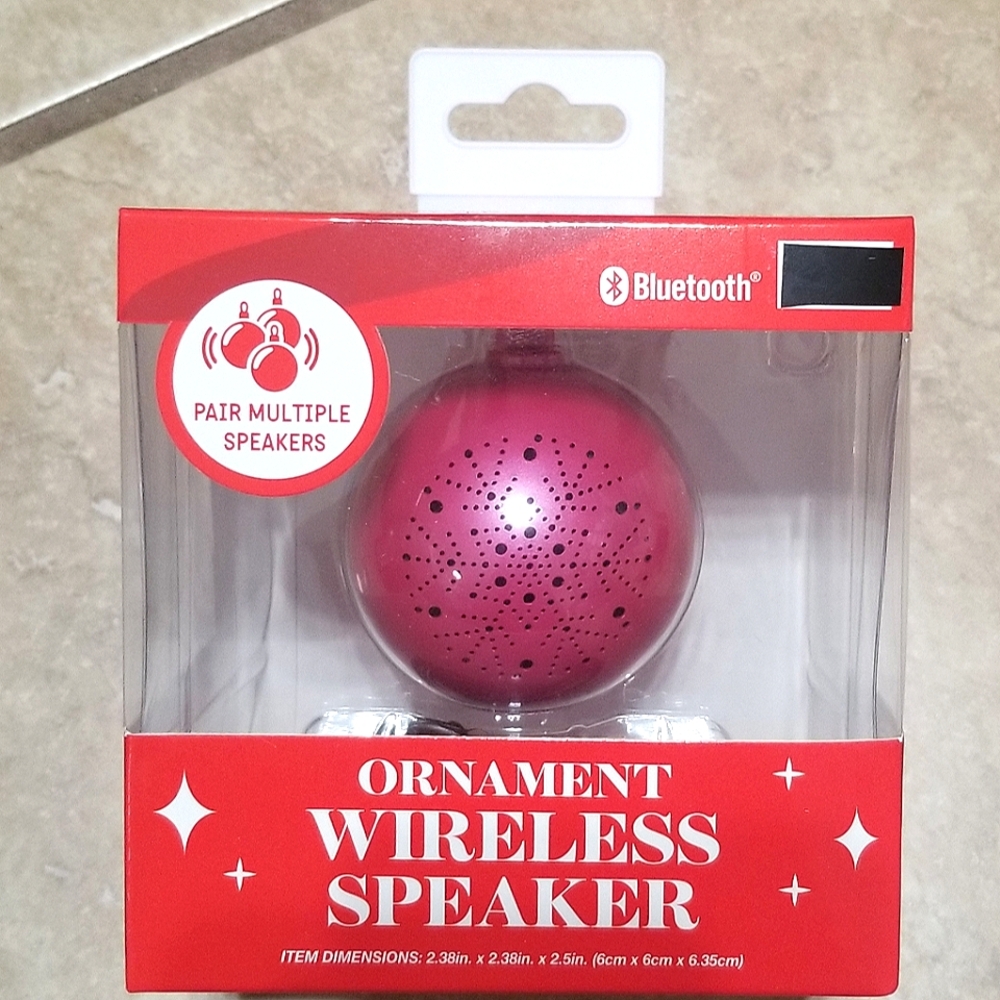 Bluetooth®
PAIR MULTIPLE
SPEAKERS
ORNAMENT
WIRELESS
SPEAKER
ITEM DIMENSIONS: 2.38in. x 2.38in. x 2.5in. (6cm x 6cm x 6.35cm)